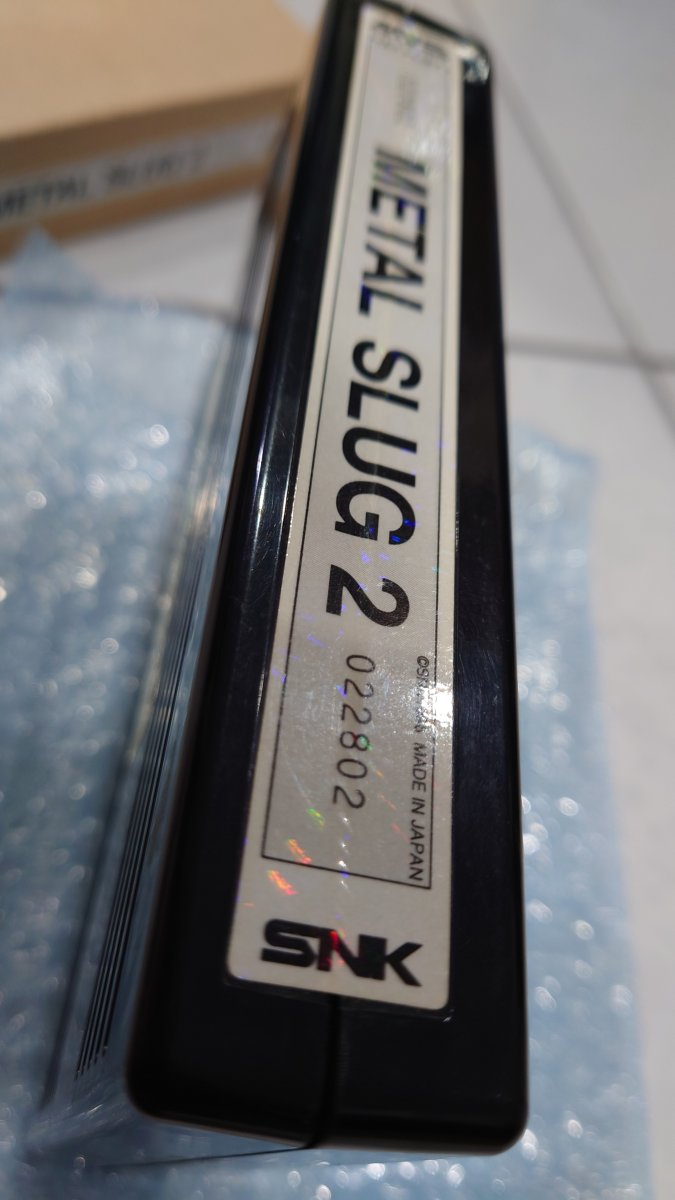 METAL SLUG 2
022802
MADE IN JAPAN
SNK
METAL SLUG 2